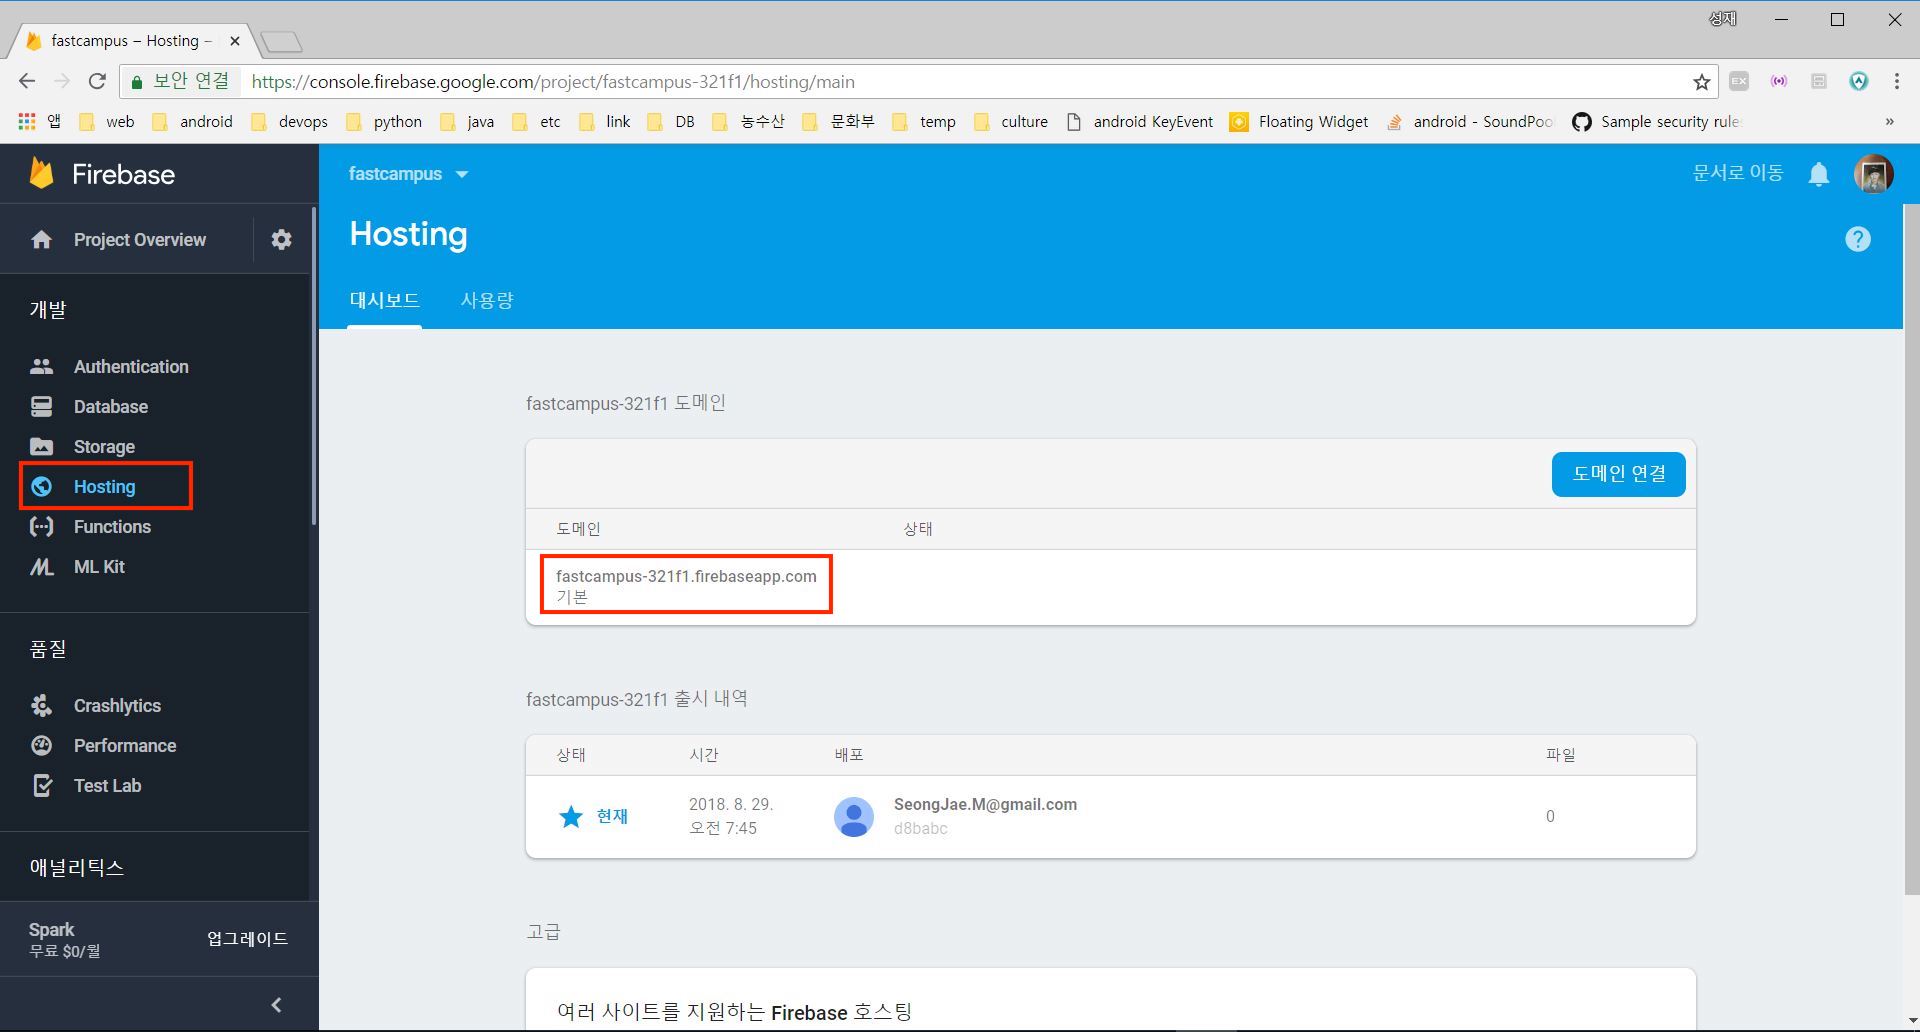 성재
fastcampus – Hosting –
보안 연결 https://console.firebase.google.com/project/fastcampus-321f1/hosting/main
EX
앱 web android devops python java etc link DB 농수산 문화부 temp culture android KeyEvent Floating Widget android - SoundPool Sample security rules »
Firebase
fastcampus
문서로 이동
Project Overview
Hosting
대시보드 사용량
개발
Authentication
Database
Storage
Hosting
Functions
ML Kit
품질
Crashlytics
Performance
Test Lab
애널리틱스
Spark
무료 $0/월
업그레이드
fastcampus-321f1 도메인
도메인 연결
도메인 상태
fastcampus-321f1.firebaseapp.com
기본
fastcampus-321f1 출시 내역
상태 시간 배포 파일
현재
2018. 8. 29.
오전 7:45
SeongJae.M@gmail.com
d8babc
0
고급
여러 사이트를 지원하는 Firebase 호스팅